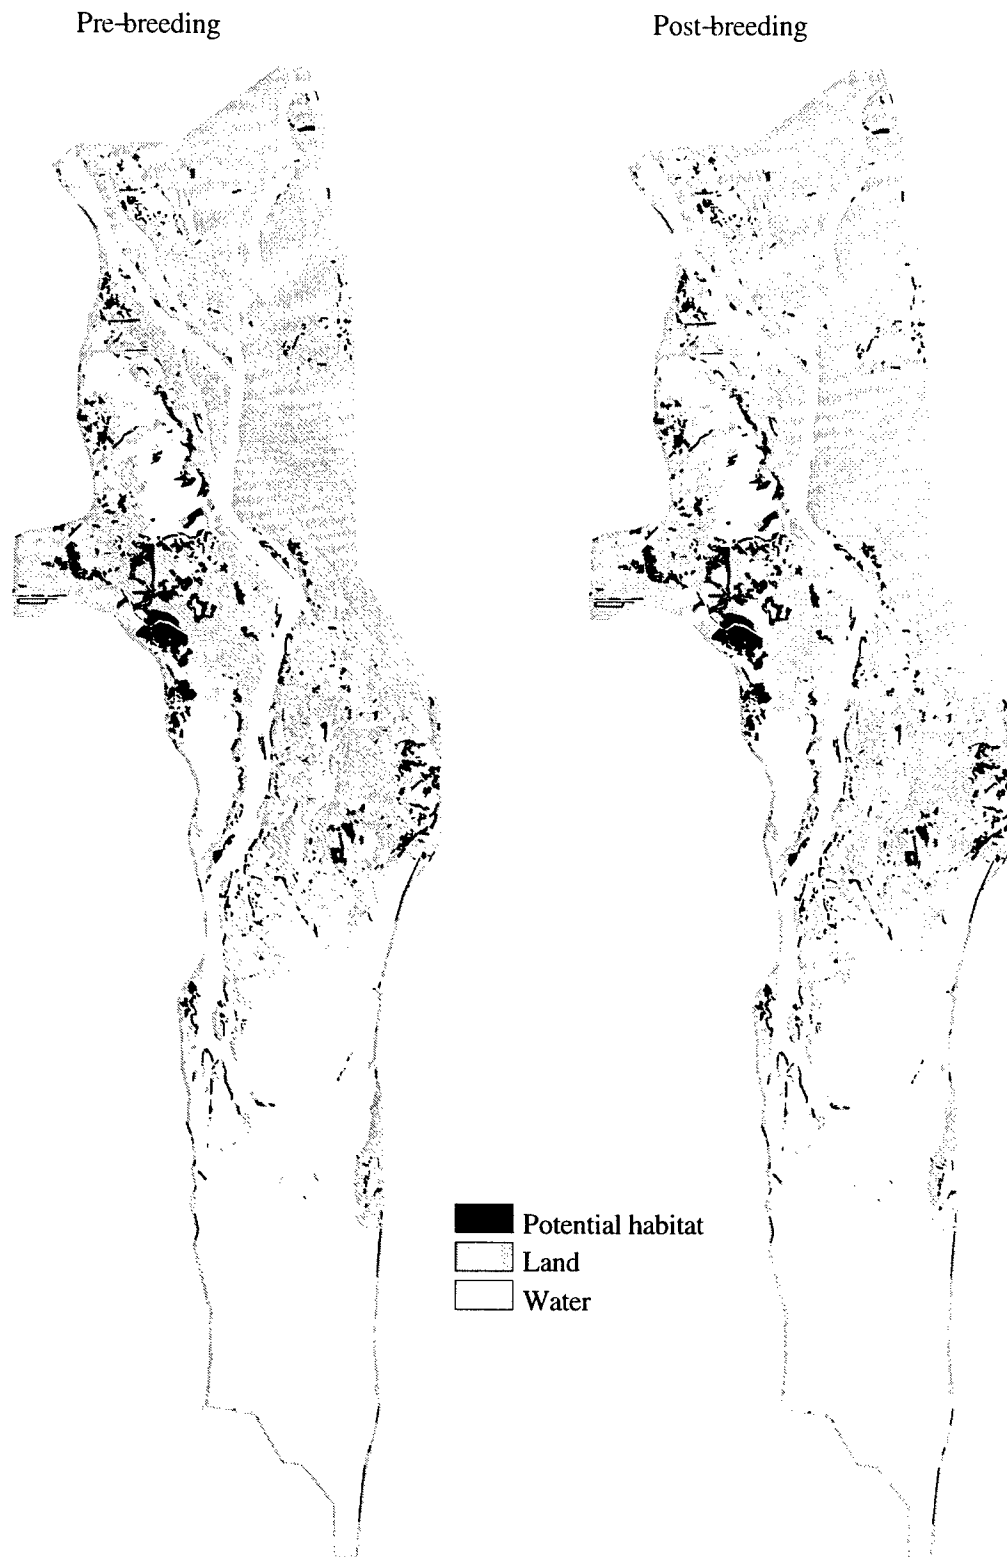 Pre-breeding
Post-breeding
Potential habitat
Land
Water